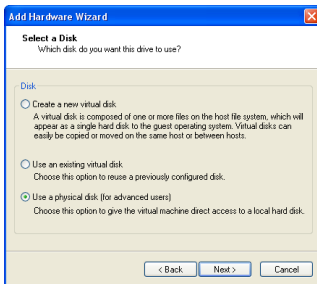 Add Hardware Wizard
Select a Disk
Which disk do you want this drive to use?
Disk
Create a new virtual disk
A virtual disk is composed of one or more files on the host file system, which will
appear as a single hard disk to the guest operating system. Virtual disks can
easily be copied or moved on the same host or between hosts.
Use an existing virtual disk
Choose this option to reuse a previously configured disk.
Use a physical disk (for advanced users)
Choose this option to give the virtual machine direct access to a local hard disk.
< Back Next > Cancel